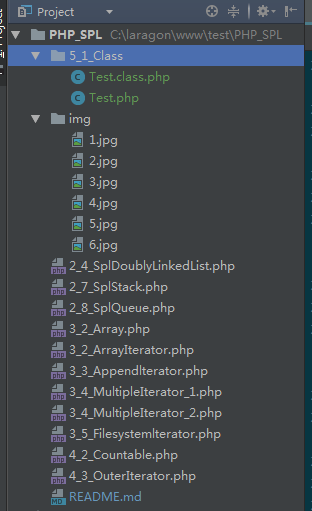 Project
PHP_SPL C:\laragon\www\test\PHP_SPL
5_1_Class
Test.class.php
Test.php
img
1.jpg
2.jpg
3.jpg
4.jpg
5.jpg
6.jpg
2_4_SplDoublyLinkedList.php
2_7_SplStack.php
2_8_SplQueue.php
3_2_Array.php
3_2_ArrayIterator.php
3_3_AppendIterator.php
3_4_MultipleIterator_1.php
3_4_MultipleIterator_2.php
3_5_FilesystemIterator.php
4_2_Countable.php
4_3_OuterIterator.php
README.md